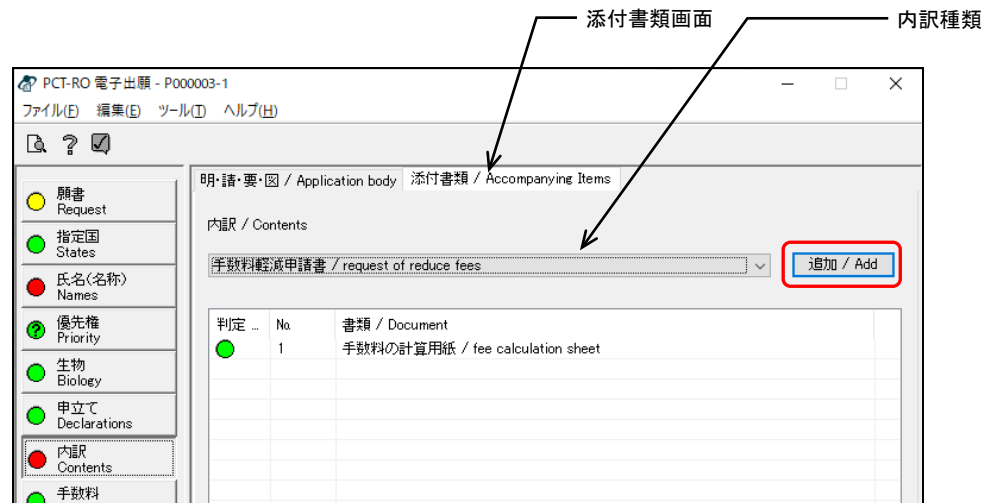 添付書類画面
内訳種類
PCT-RO 電子出願 - P000003-1
ファイル(F) 編集(E) ツール(T) ヘルプ(H)
明・請・要・図 / Application body
添付書類 / Accompanying Items
願書
Request
指定国
States
氏名(名称)
Names
優先権
Priority
生物
Biology
申立て
Declarations
内訳
Contents
手数料
内訳 / Contents
手数料軽減申請書 / request of reduce fees
追加 / Add
判定 ... No. 書類 / Document
1 手数料の計算用紙 / fee calculation sheet